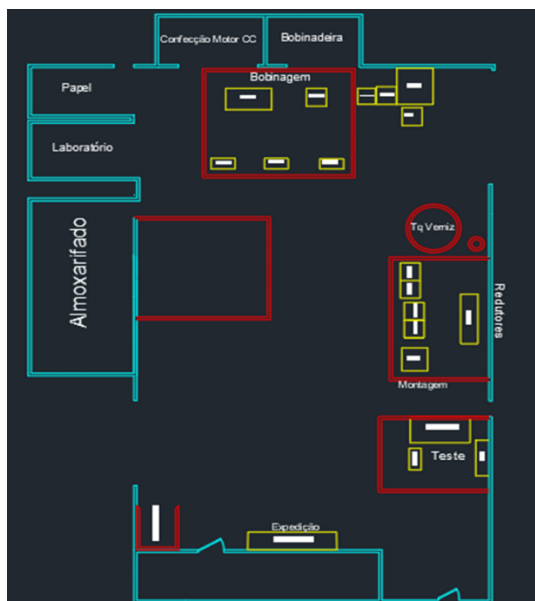 Confecção Motor CC
Bobinadeira
Bobinagem
Papel
Laboratório
Almoxarifado
Tq Verniz
Redutores
Montagem
Teste
Expedição